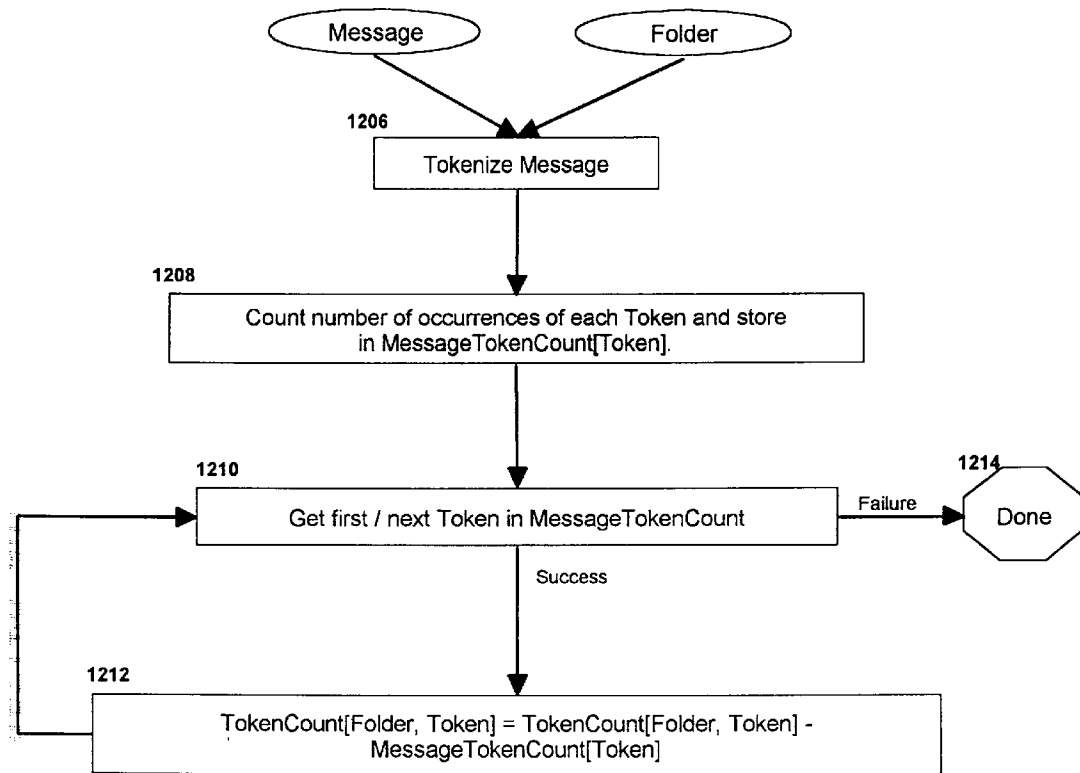 Message
Folder
1206
Tokenize Message
1208
Count number of occurrences of each Token and store
in MessageTokenCount[Token].
1210
Get first / next Token in MessageTokenCount
Failure
1214
Done
Success
1212
TokenCount[Folder, Token] = TokenCount[Folder, Token] -
MessageTokenCount[Token]